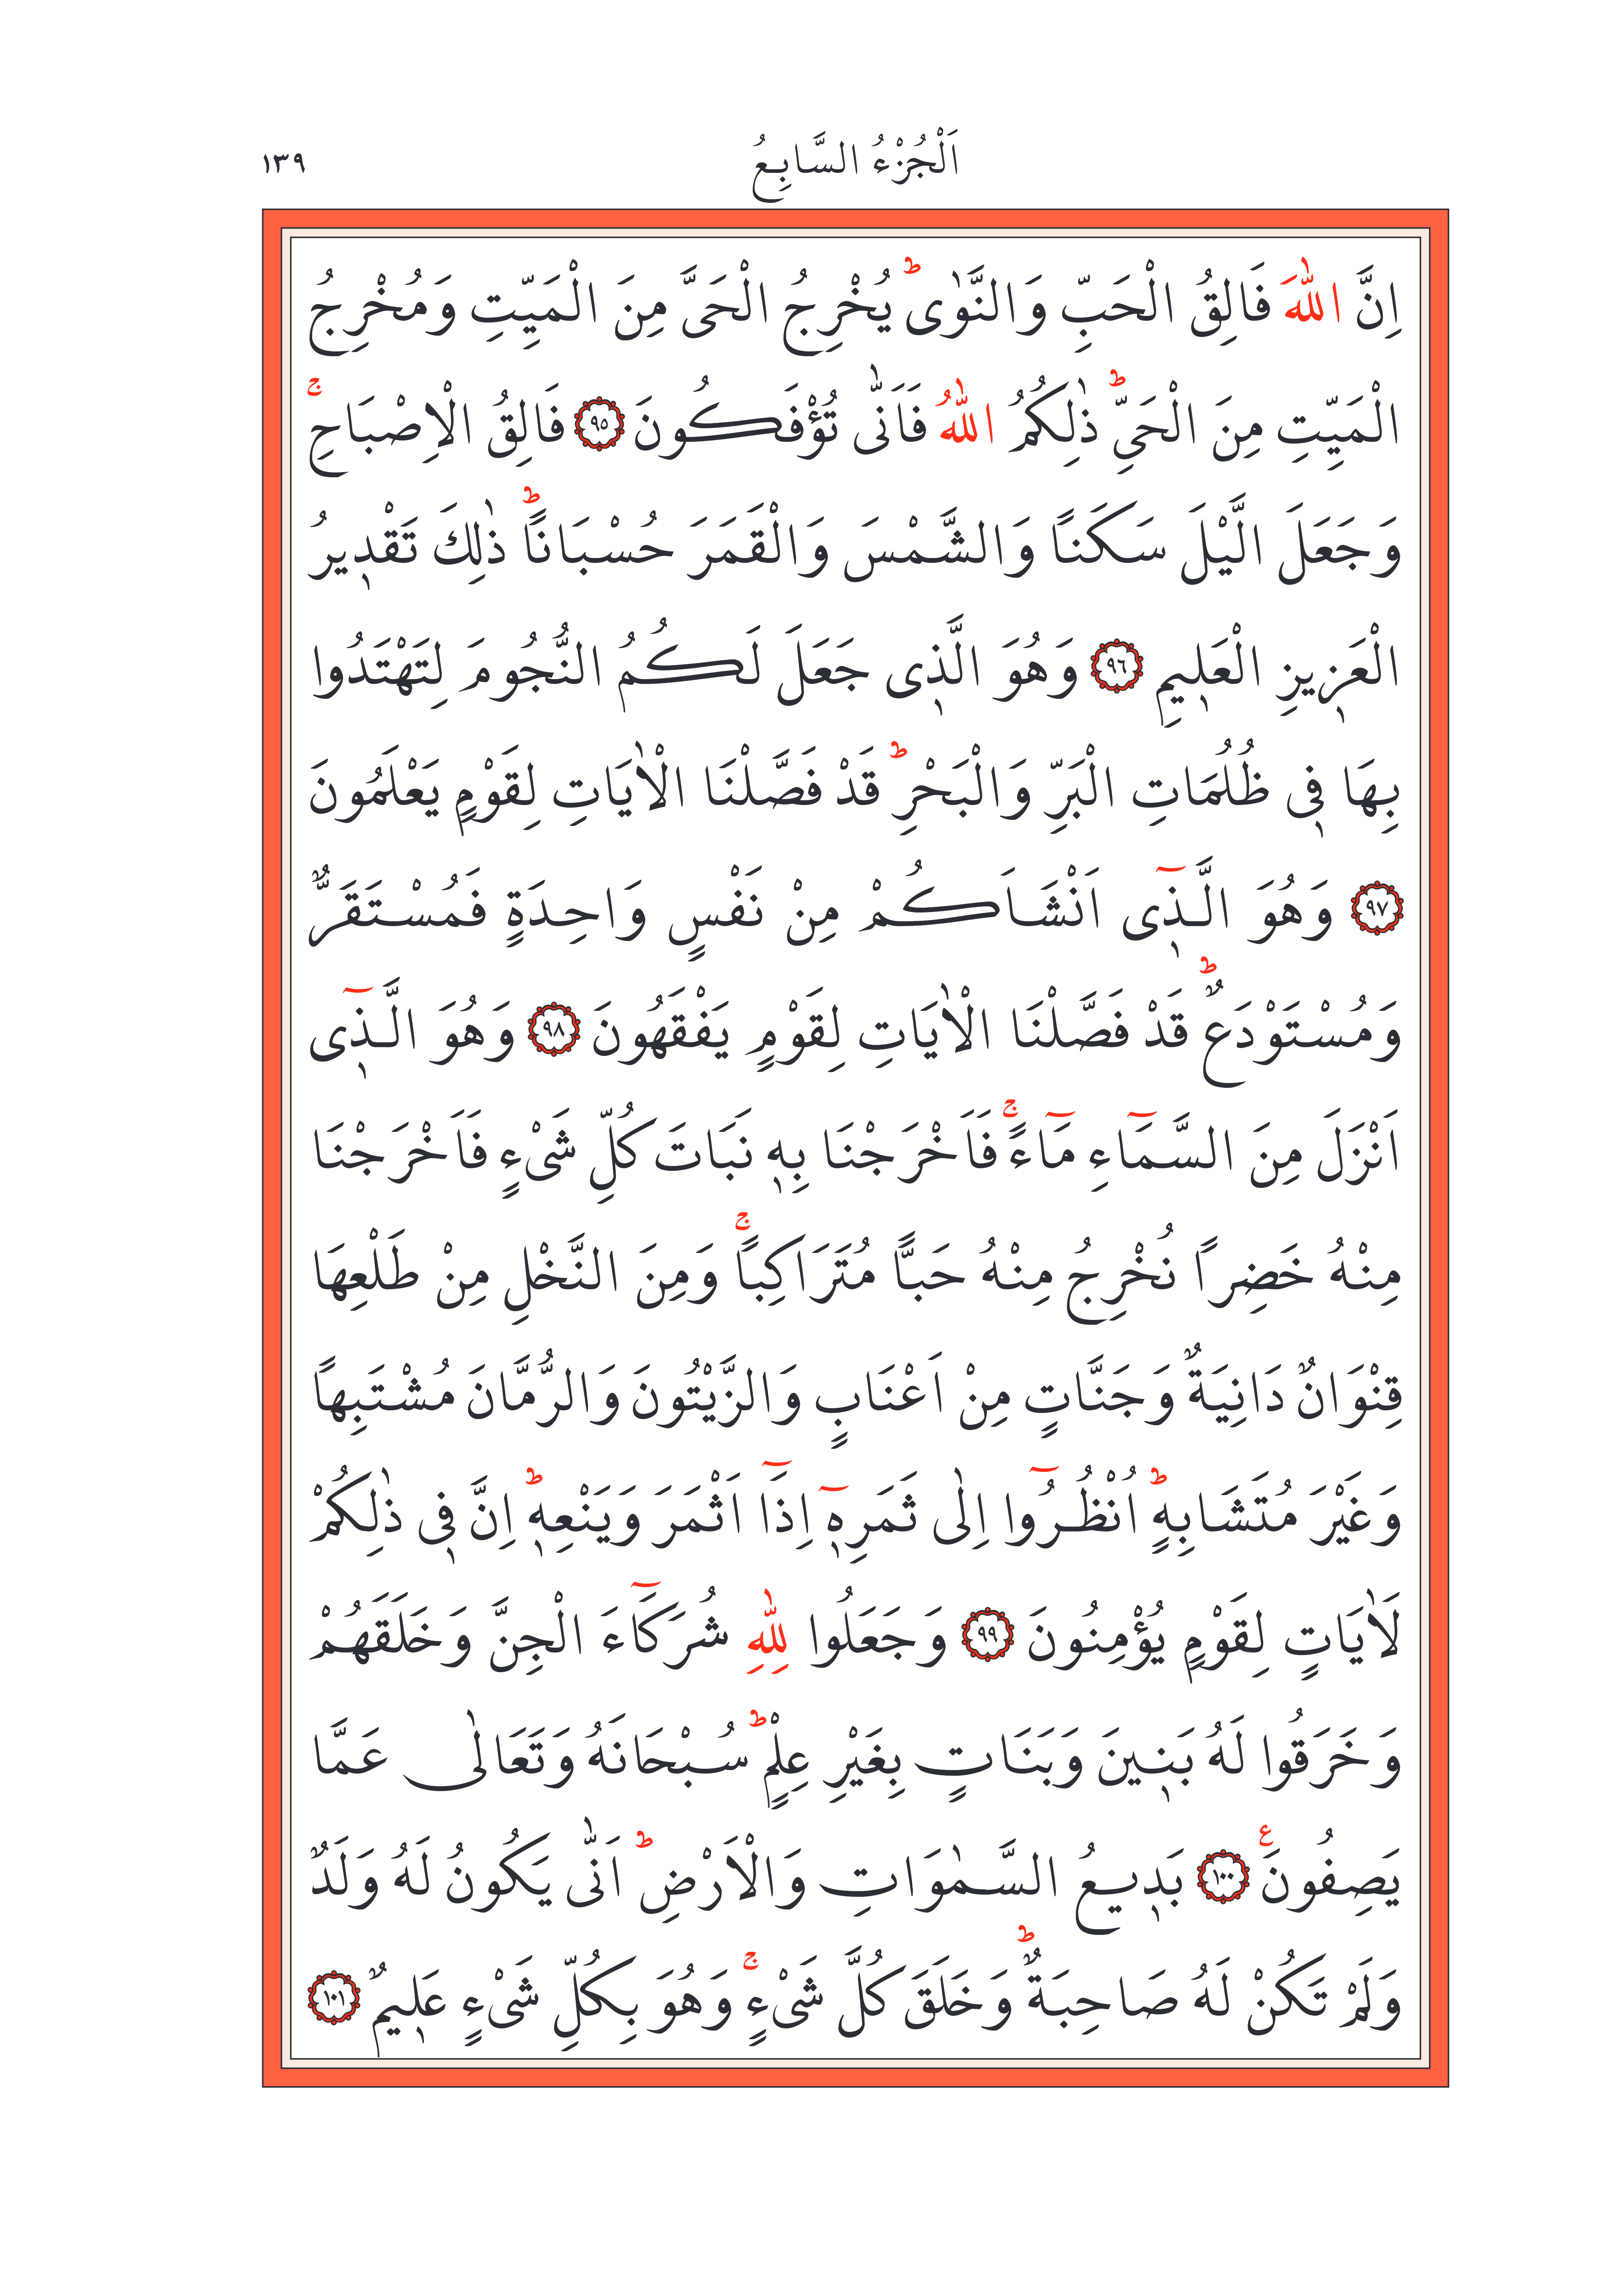 اَلْجُزْءُ السَّابِعُ ١٣٩
اِنَّ اللّٰهَ فَالِقُ الْحَبِّ وَالنَّوٰىۜ يُخْرِجُ الْحَيَّ مِنَ الْمَيِّتِ وَمُخْرِجُ
الْمَيِّتِ مِنَ الْحَيِّؕ ذٰلِكُمُ اللّٰهُ فَاَنّٰى تُؤْفَكُونَ ﴿٩٥﴾ فَالِقُ الْاِصْبَاحِۚ
وَجَعَلَ الَّيْلَ سَكَنًا وَالشَّمْسَ وَالْقَمَرَ حُسْبَانًاؕ ذٰلِكَ تَقْد۪يرُ
الْعَز۪يزِ الْعَل۪يمِ ﴿٩٦﴾ وَهُوَ الَّذ۪ى جَعَلَ لَكُمُ النُّجُومَ لِتَهْتَدُوا
بِهَا ف۪ى ظُلُمَاتِ الْبَرِّ وَالْبَحْرِؕ قَدْ فَصَّلْنَا الْاٰيَاتِ لِقَوْمٍ يَعْلَمُونَ
﴿٩٧﴾ وَهُوَ الَّذ۪ٓى اَنْشَاَكُمْ مِنْ نَفْسٍ وَاحِدَةٍ فَمُسْتَقَرٌّ
وَمُسْتَوْدَعٌؕ قَدْ فَصَّلْنَا الْاٰيَاتِ لِقَوْمٍ يَفْقَهُونَ ﴿٩٨﴾ وَهُوَ الَّذ۪ٓى
اَنْزَلَ مِنَ السَّمَٓاءِ مَٓاءًۚ فَاَخْرَجْنَا بِه۪ نَبَاتَ كُلِّ شَىْءٍ فَاَخْرَجْنَا
مِنْهُ خَضِرًا نُخْرِجُ مِنْهُ حَبًّا مُتَرَاكِبًاۚ وَمِنَ النَّخْلِ مِنْ طَلْعِهَا
قِنْوَانٌ دَانِيَةٌ وَجَنَّاتٍ مِنْ اَعْنَابٍ وَالزَّيْتُونَ وَالرُّمَّانَ مُشْتَبِهًا
وَغَيْرَ مُتَشَابِهٍؕ اُنْظُرُٓوا اِلٰى ثَمَرِه۪ٓ اِذَٓا اَثْمَرَ وَيَنْعِه۪ؕ اِنَّ ف۪ى ذٰلِكُمْ
لَاٰيَاتٍ لِقَوْمٍ يُؤْمِنُونَ ﴿٩٩﴾ وَجَعَلُوا لِلّٰهِ شُرَكَٓاءَ الْجِنَّ وَخَلَقَهُمْ
وَخَرَقُوا لَهُ بَن۪ينَ وَبَنَاتٍ بِغَيْرِ عِلْمٍؕ سُبْحَانَهُ وَتَعَالٰى عَمَّا
يَصِفُونَ ﴿١٠٠﴾ ع بَد۪يعُ السَّمٰوَاتِ وَالْاَرْضِؕ اَنّٰى يَكُونُ لَهُ وَلَدٌ
وَلَمْ تَكُنْ لَهُ صَاحِبَةٌؕ وَخَلَقَ كُلَّ شَىْءٍۚ وَهُوَ بِكُلِّ شَىْءٍ عَل۪يمٌ ﴿١٠١﴾